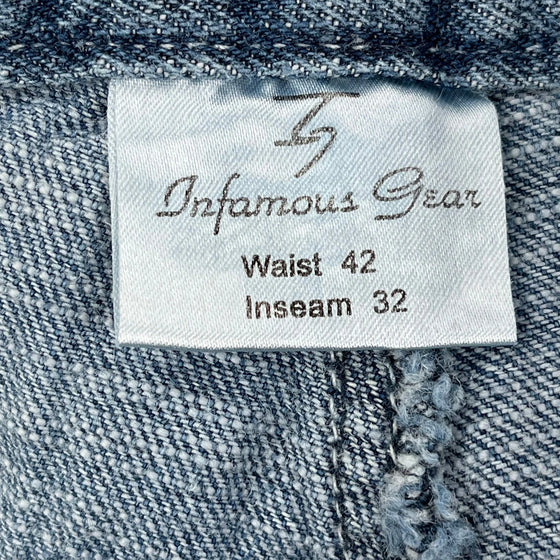 Infamous Gear
Waist 42
Inseam 32